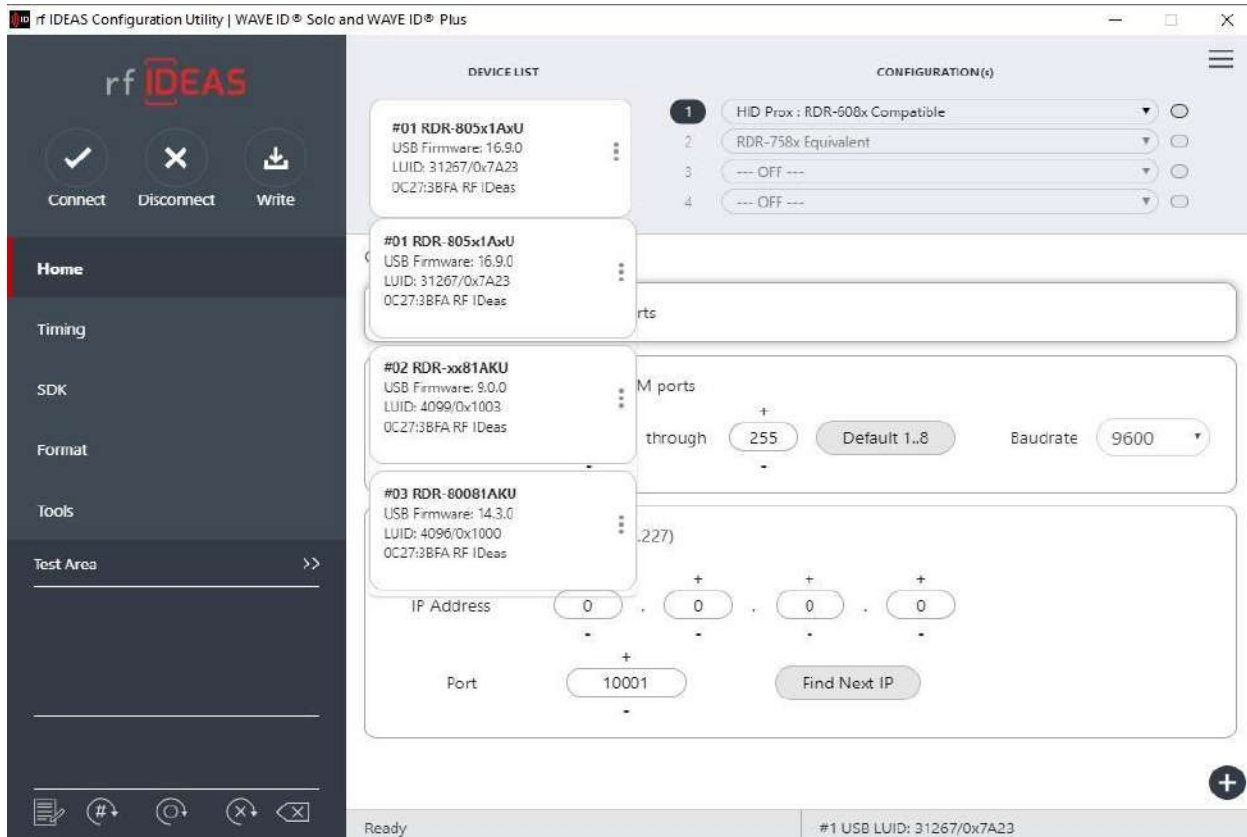 rf IDEAS Configuration Utility | WAVE ID® Solo and WAVE ID® Plus
rf IDEAS
Connect
Disconnect
Write
Home
Timing
SDK
Format
Tools
Test Area >>
DEVICE LIST
#01 RDR-805x1AxU
USB Firmware: 16.9.0
LUID: 31267/0x7A23
0C27:3BFA RF IDeas
#01 RDR-805x1AxU
USB Firmware: 16.9.0
LUID: 31267/0x7A23
0C27:3BFA RF IDeas
#02 RDR-xx81AKU
USB Firmware: 9.0.0
LUID: 4099/0x1003
0C27:3BFA RF IDeas
#03 RDR-80081AKU
USB Firmware: 14.3.0
LUID: 4096/0x1000
0C27:3BFA RF IDeas
CONFIGURATION(s)
1 HID Prox : RDR-608x Compatible
2 RDR-758x Equivalent
3 --- OFF ---
4 --- OFF ---
rts
M ports
+
through 255 Default 1..8 Baudrate 9600
- -
.227)
+ + +
IP Address 0 . 0 . 0 . 0
- - - -
+
Port 10001 Find Next IP
-
+
Ready
#1 USB LUID: 31267/0x7A23